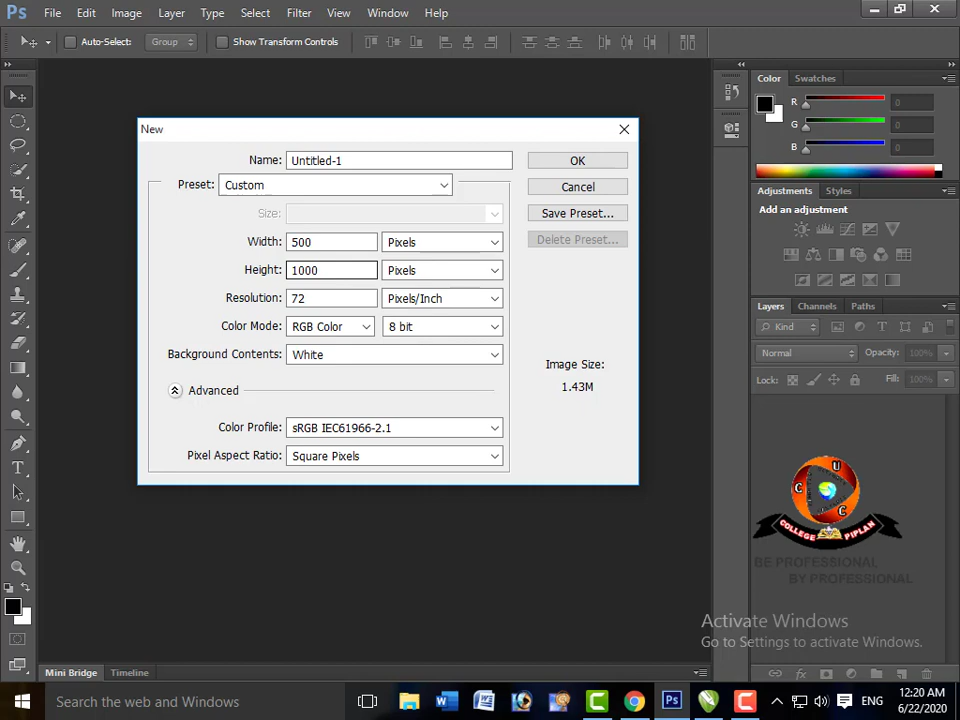 Ps File Edit Image Layer Type Select Filter View Window Help
Auto-Select: Group Show Transform Controls
Color Swatches
R 0
G 0
B 0
Adjustments Styles
Add an adjustment
Layers Channels Paths
Kind
Normal Opacity: 100%
Lock: Fill: 100%
New
Name: Untitled-1 OK
Preset: Custom Cancel
Size: Save Preset...
Width: 500 Pixels Delete Preset...
Height: 1000 Pixels
Resolution: 72 Pixels/Inch
Color Mode: RGB Color 8 bit
Background Contents: White
Image Size:
1.43M
Advanced
Color Profile: sRGB IEC61966-2.1
Pixel Aspect Ratio: Square Pixels
T
C U C
COLLEGE PIPLAN
BE PROFESSIONAL
BY PROFESSIONAL
Activate Windows
Go to Settings to activate Windows.
Mini Bridge Timeline
Search the web and Windows
W
Ps
ENG
12:20 AM
6/22/2020